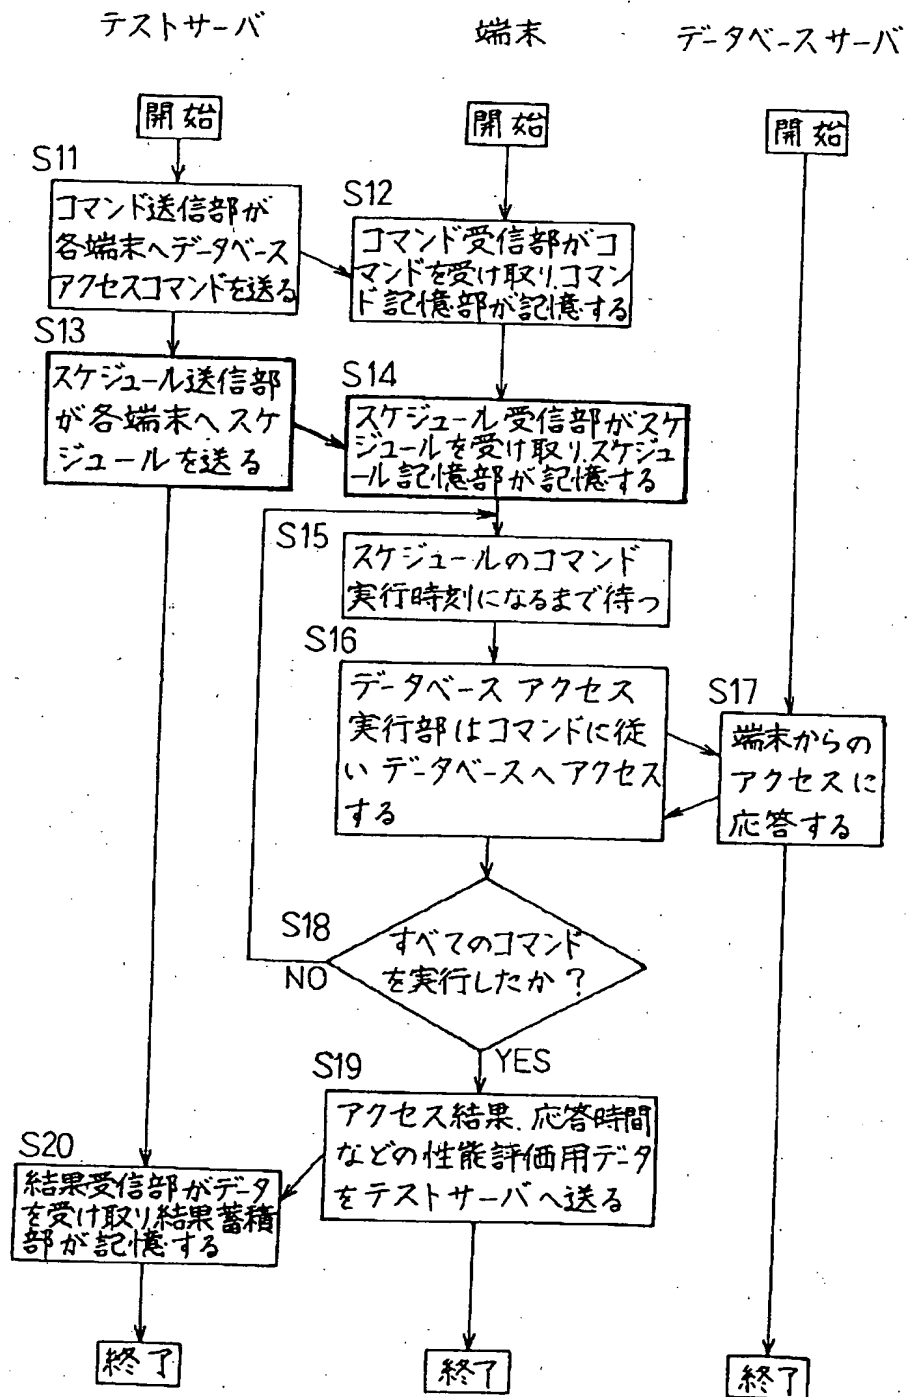 テストサーバ
端末
データベースサーバ
開始
開始
開始
S11
コマンド送信部が
各端末へデータベース
アクセスコマンドを送る
S12
コマンド受信部がコ
マンドを受け取り、コマン
ド記憶部が記憶する
S13
スケジュール送信部
が各端末へスケ
ジュールを送る
S14
スケジュール受信部がスケ
ジュールを受け取り、スケジュ
ール記憶部が記憶する
S15
スケジュールのコマンド
実行時刻になるまで待つ
S16
データベースアクセス
実行部はコマンドに従
いデータベースへアクセス
する
S17
端末からの
アクセスに
応答する
S18
すべてのコマンド
を実行したか?
NO
YES
S19
アクセス結果、応答時間
などの性能評価用データ
をテストサーバへ送る
S20
結果受信部がデータ
を受け取り結果蓄積
部が記憶する
終了
終了
終了